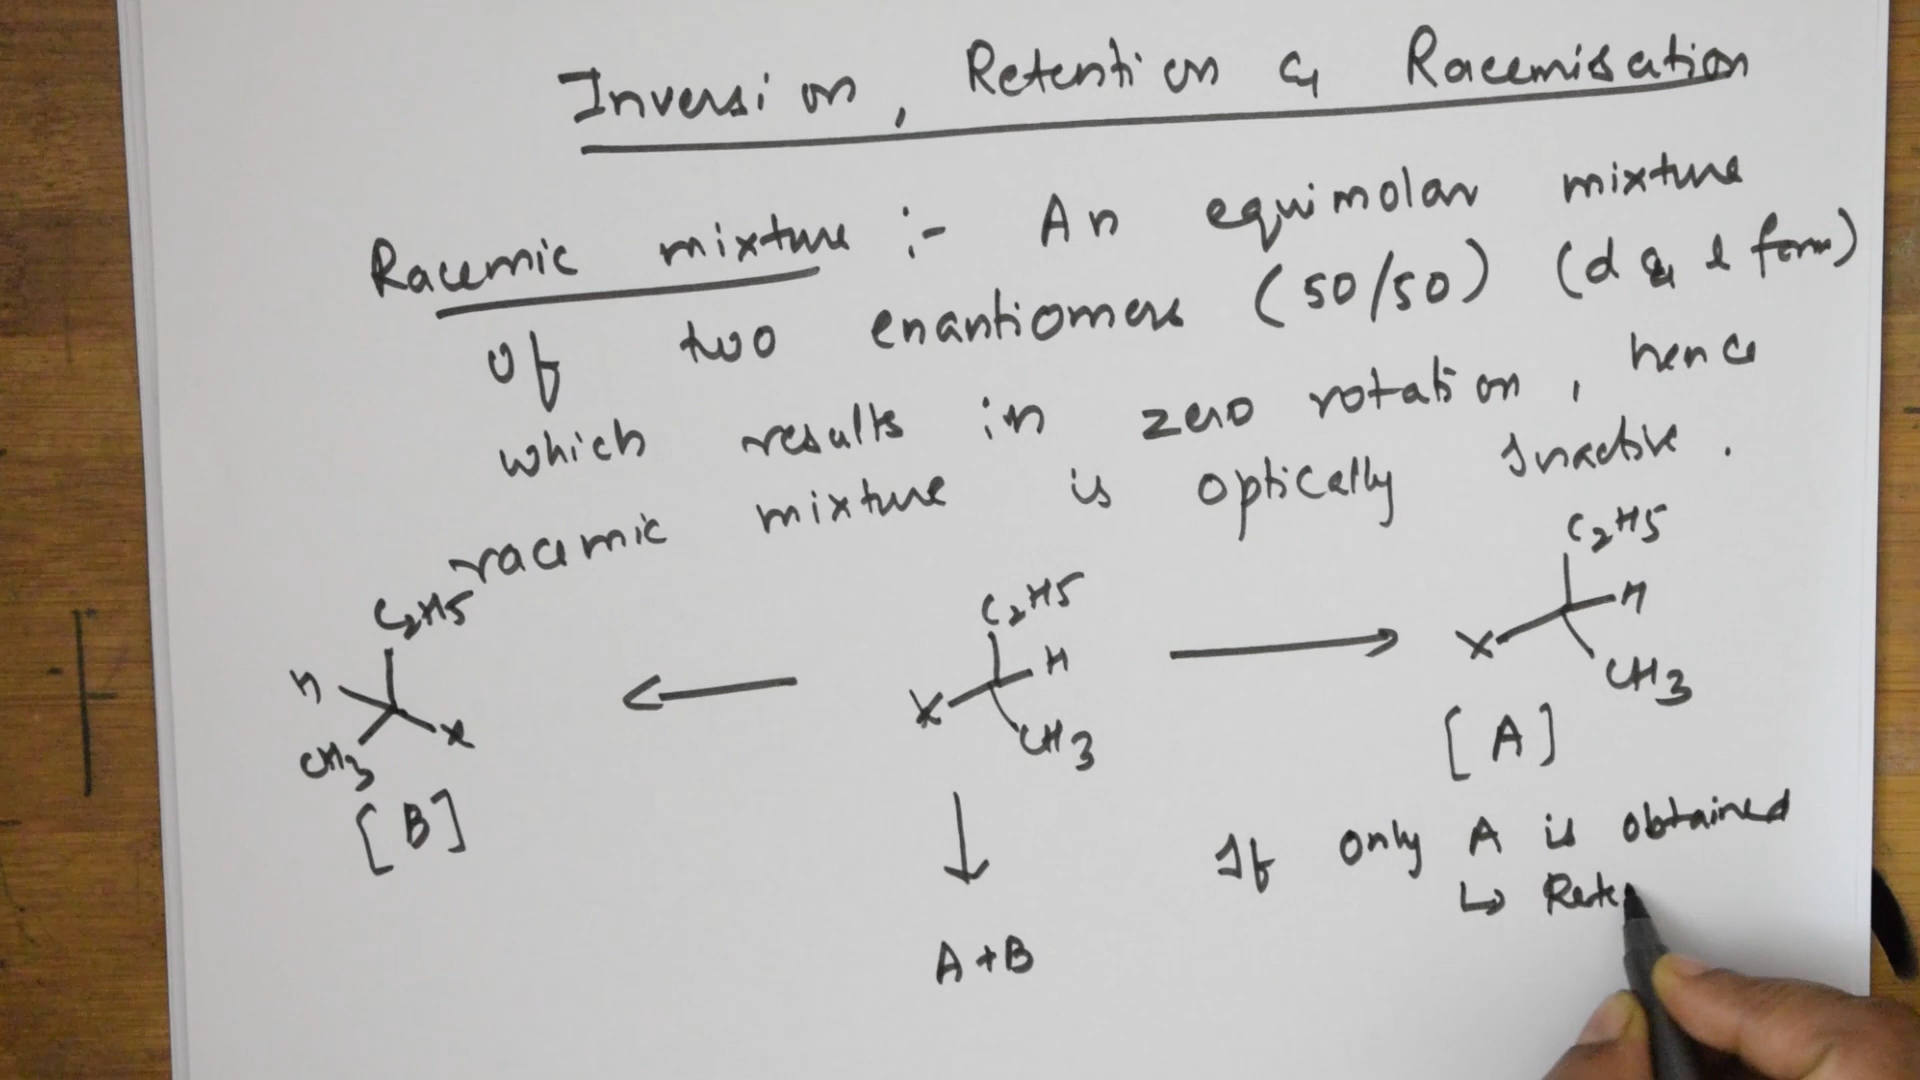 Inversion, Retention & Racemisation
Racemic mixture :- An equimolar mixture
of two enantiomers (50/50) (d & l form)
which results in zero rotation, hence
racemic mixture is optically Inactive.
C2H5 C2H5 C2H5
H X H X H
CH3 X CH3 CH3
[B] [A]
If only A is obtained
↳ Rete
A+B